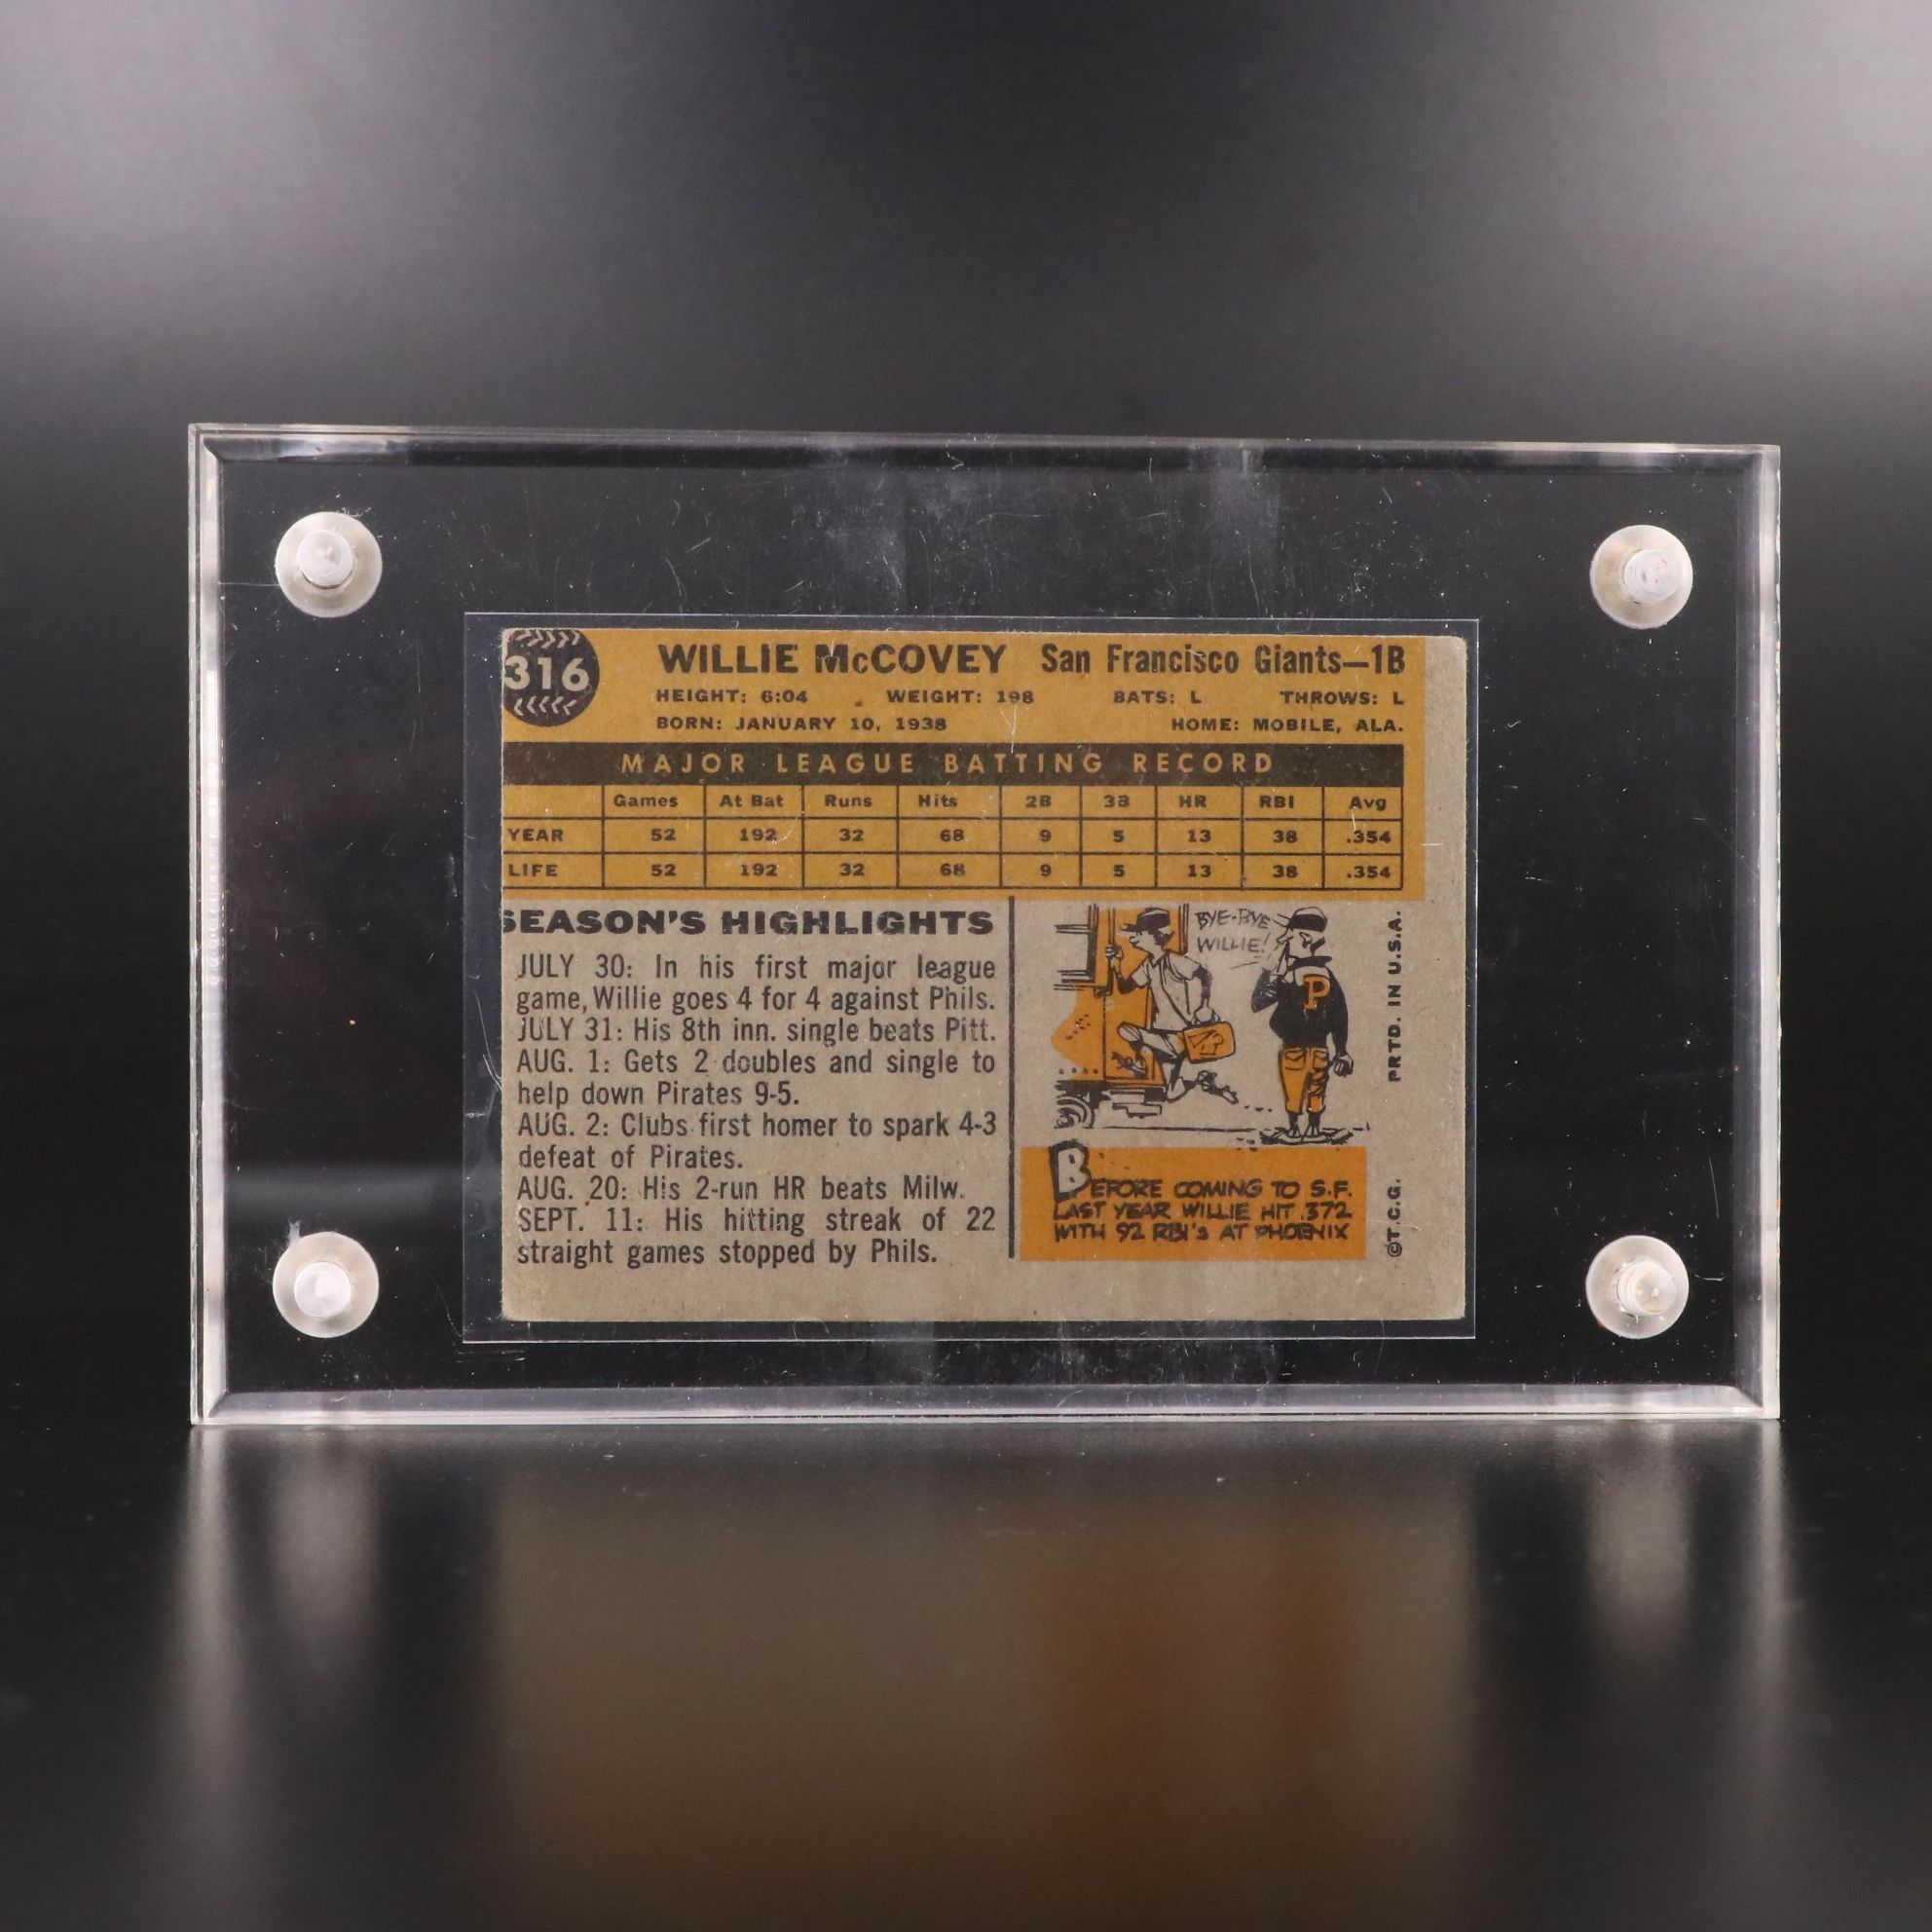 316
WILLIE McCOVEY San Francisco Giants—1B
HEIGHT: 6:04 WEIGHT: 198 BATS: L THROWS: L
BORN: JANUARY 10, 1938 HOME: MOBILE, ALA.
MAJOR LEAGUE BATTING RECORD
Games At Bat Runs Hits 2B 3B HR RBI Avg
YEAR 52 192 32 68 9 5 13 38 .354
LIFE 52 192 32 68 9 5 13 38 .354
SEASON'S HIGHLIGHTS
JULY 30: In his first major league
game, Willie goes 4 for 4 against Phils.
JULY 31: His 8th inn. single beats Pitt.
AUG. 1: Gets 2 doubles and single to
help down Pirates 9-5.
AUG. 2: Clubs first homer to spark 4-3
defeat of Pirates.
AUG. 20: His 2-run HR beats Milw.
SEPT. 11: His hitting streak of 22
straight games stopped by Phils.
BYE-BYE
WILLIE!
P
BEFORE COMING TO S.F.
LAST YEAR WILLIE HIT .372
WITH 92 RBI's AT PHOENIX
©T.C.G. PRTD. IN U.S.A.